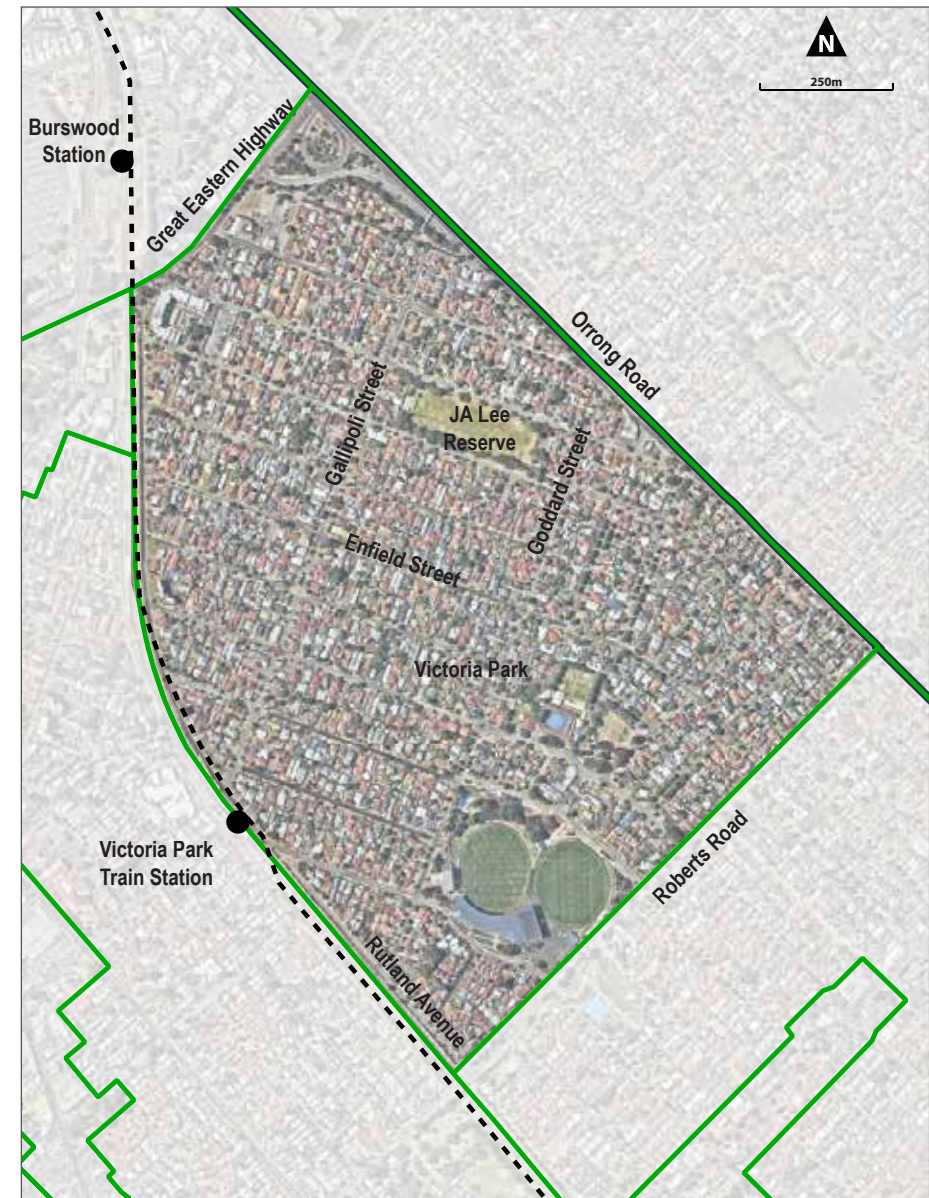 N
250m
Burswood
Station
Great Eastern Highway
Orrong Road
Gallipoli Street
JA Lee
Reserve
Goddard Street
Enfield Street
Victoria Park
Victoria Park
Train Station
Roberts Road
Rutland Avenue